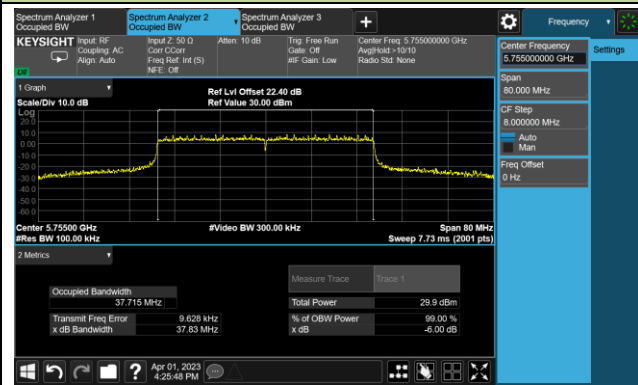 Spectrum Analyzer 1
Occupied BW
Spectrum Analyzer 2
Occupied BW
Spectrum Analyzer 3
Occupied BW
+
Frequency
KEYSIGHT
Input: RF
Coupling: AC
Align: Auto
Input Z: 50 Ω
Corr CCorr
Freq Ref: Int (S)
NFE: Off
Atten: 10 dB
Trig: Free Run
Gate: Off
#IF Gain: Low
Center Freq: 5.755000000 GHz
Avg|Hold:>10/10
Radio Std: None
LW
Center Frequency
5.755000000 GHz
Settings
Span
80.000 MHz
CF Step
8.000000 MHz
Auto
Man
Freq Offset
0 Hz
1 Graph
Scale/Div 10.0 dB
Ref Lvl Offset 22.40 dB
Ref Value 30.00 dBm
Log
20.0
10.0
0.00
-10.0
-20.0
-30.0
-40.0
-50.0
-60.0
Center 5.75500 GHz
#Res BW 100.00 kHz
#Video BW 300.00 kHz
Span 80 MHz
Sweep 7.73 ms (2001 pts)
2 Metrics
Measure Trace
Trace 1
Occupied Bandwidth
37.715 MHz
Total Power
29.9 dBm
Transmit Freq Error
9.628 kHz
% of OBW Power
99.00 %
x dB Bandwidth
37.83 MHz
x dB
-6.00 dB
?
Apr 01, 2023
4:25:48 PM